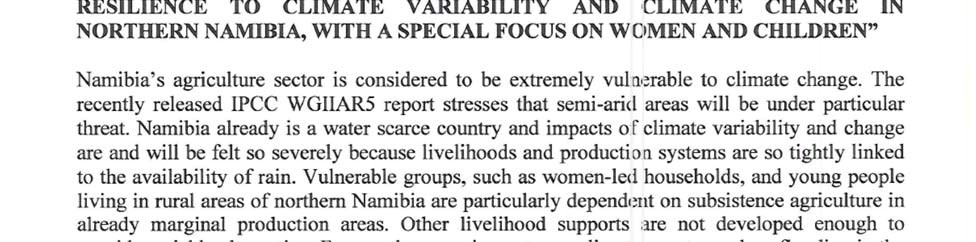 RESILIENCE TO CLIMATE VARIABILITY AND CLIMATE CHANGE IN
NORTHERN NAMIBIA, WITH A SPECIAL FOCUS ON WOMEN AND CHILDREN”
Namibia’s agriculture sector is considered to be extremely vulnerable to climate change. The
recently released IPCC WGIIAR5 report stresses that semi-arid areas will be under particular
threat. Namibia already is a water scarce country and impacts of climate variability and change
are and will be felt so severely because livelihoods and production systems are so tightly linked
to the availability of rain. Vulnerable groups, such as women-led households, and young people
living in rural areas of northern Namibia are particularly dependent on subsistence agriculture in
already marginal production areas. Other livelihood supports are not developed enough to